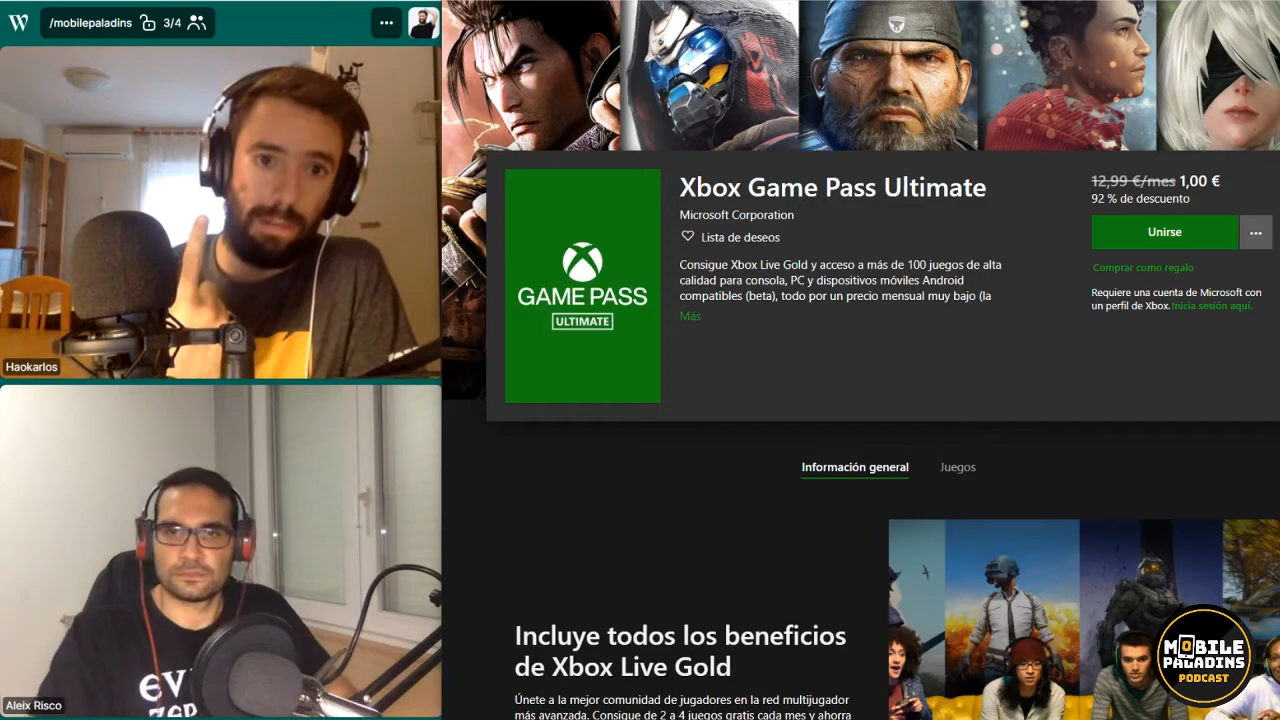 /mobilepaladins
3/4
Haokarlos
Aleix Risco
EV
ZER
GAME PASS
ULTIMATE
Xbox Game Pass Ultimate
Microsoft Corporation
Lista de deseos
Consigue Xbox Live Gold y acceso a más de 100 juegos de alta
calidad para consola, PC y dispositivos móviles Android
compatibles (beta), todo por un precio mensual muy bajo (la
Más
12,99 €/mes 1,00 €
92 % de descuento
Unirse
Comprar como regalo
Requiere una cuenta de Microsoft con
un perfil de Xbox. Inicia sesión aquí.
Información general
Juegos
Incluye todos los beneficios
de Xbox Live Gold
Únete a la mejor comunidad de jugadores en la red multijugador
más avanzada. Consigue de 2 a 4 juegos gratis cada mes y ahorra
MOBILE
PALADINS
PODCAST